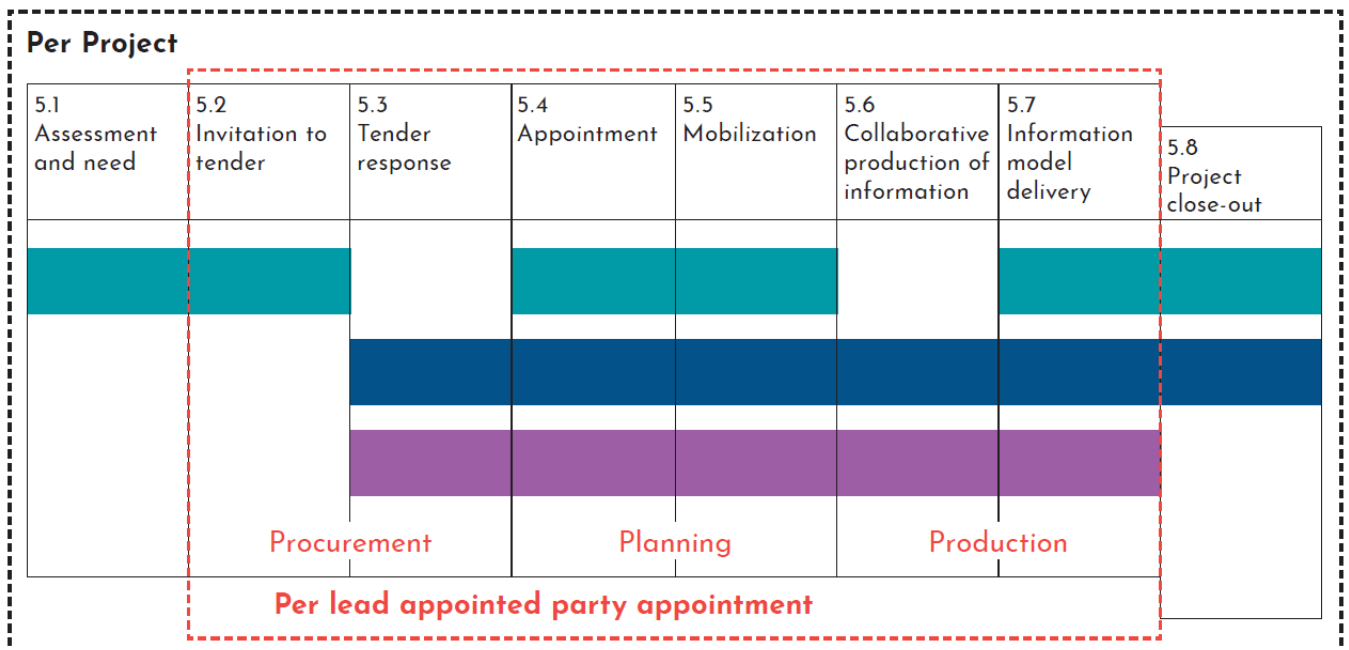 Per Project
5.1
Assessment
and need
5.2
Invitation to
tender
5.3
Tender
response
5.4
Appointment
5.5
Mobilization
5.6
Collaborative
production of
information
5.7
Information
model
delivery
5.8
Project
close-out
Procurement
Planning
Production
Per lead appointed party appointment